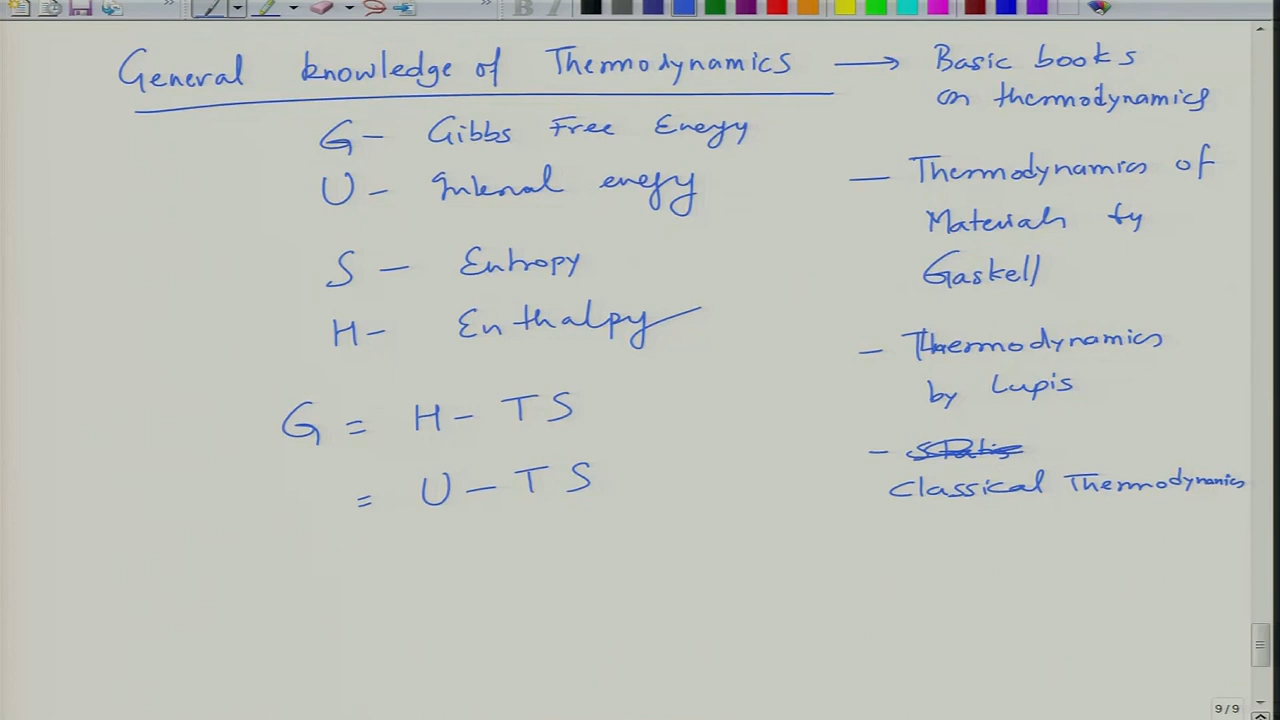 General knowledge of Thermodynamics → Basic books
on thermodynamics
G - Gibbs Free Energy
U - Internal energy
S - Entropy
H - Enthalpy
G = H - TS
= U - TS
- Thermodynamics of
Materials by
Gaskell
- Thermodynamics
by Lupis
-
Classical Thermodynamics
9/9